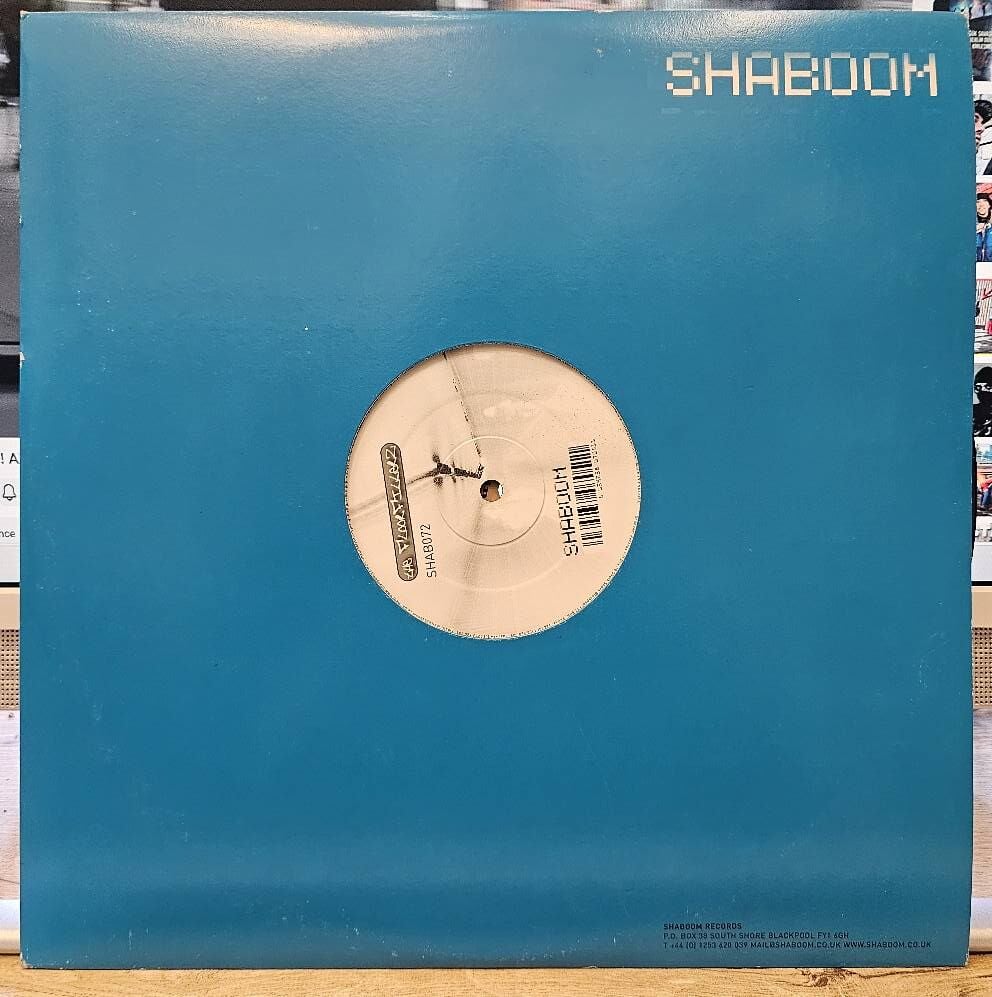 SHABOOM
SHAB072
SHABOOM
SHABOOM RECORDS
P.O. BOX 38 SOUTH SHORE BLACKPOOL FY1 6GH
T +44 (0) 1253 620 039 MAIL@SHABOOM.CO.UK WWW.SHABOOM.CO.UK
! A
nce